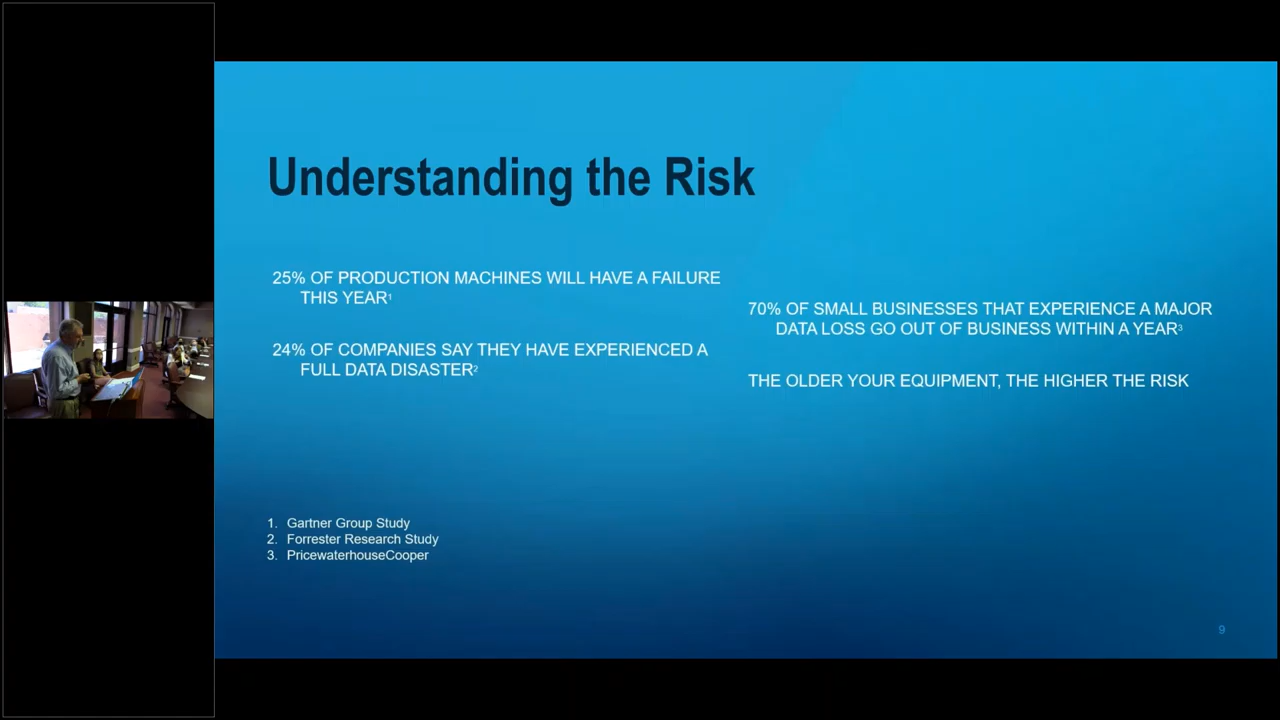 Understanding the Risk
25% OF PRODUCTION MACHINES WILL HAVE A FAILURE
THIS YEAR¹
24% OF COMPANIES SAY THEY HAVE EXPERIENCED A
FULL DATA DISASTER²
70% OF SMALL BUSINESSES THAT EXPERIENCE A MAJOR
DATA LOSS GO OUT OF BUSINESS WITHIN A YEAR³
THE OLDER YOUR EQUIPMENT, THE HIGHER THE RISK
1. Gartner Group Study
2. Forrester Research Study
3. PricewaterhouseCooper
9